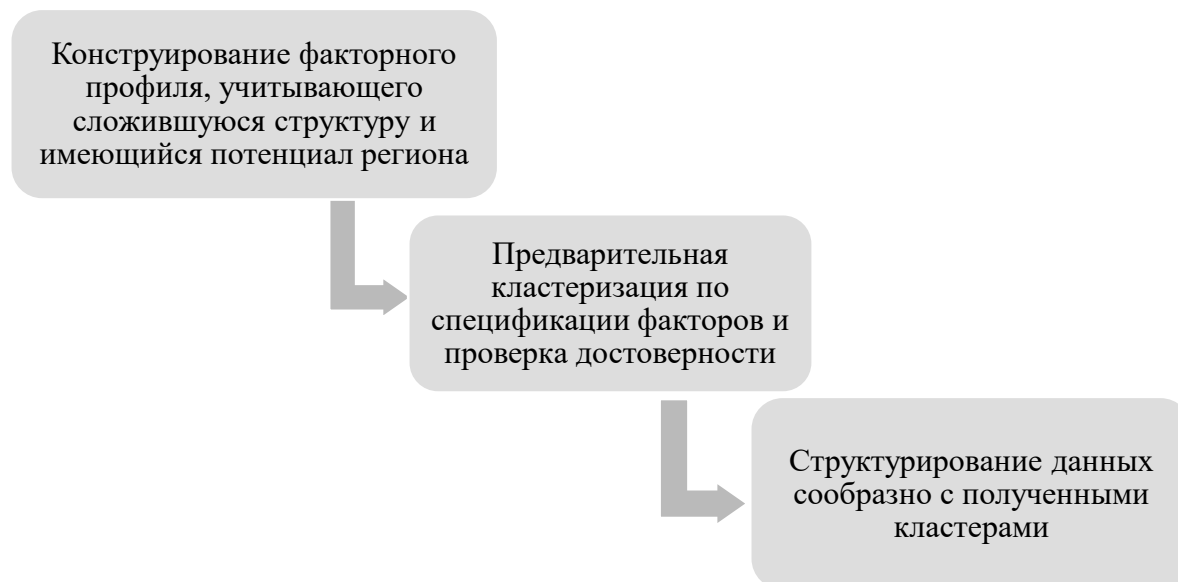 Конструирование факторного
профиля, учитывающего
сложившуюся структуру и
имеющийся потенциал региона
Предварительная
кластеризация по
спецификации факторов и
проверка достоверности
Структурирование данных
сообразно с полученными
кластерами